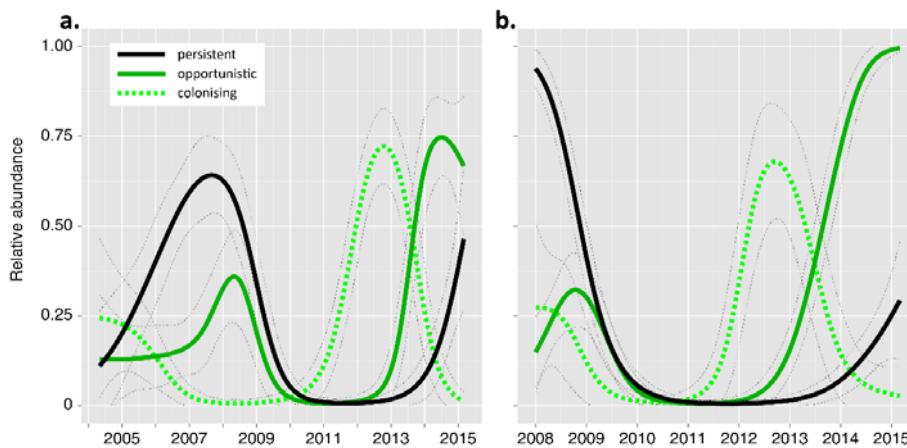 a.
b.
persistent
opportunistic
colonising
Relative abundance
1.00
0.75
0.50
0.25
0
2005 2007 2009 2011 2013 2015
2008 2009 2010 2011 2012 2013 2014 2015